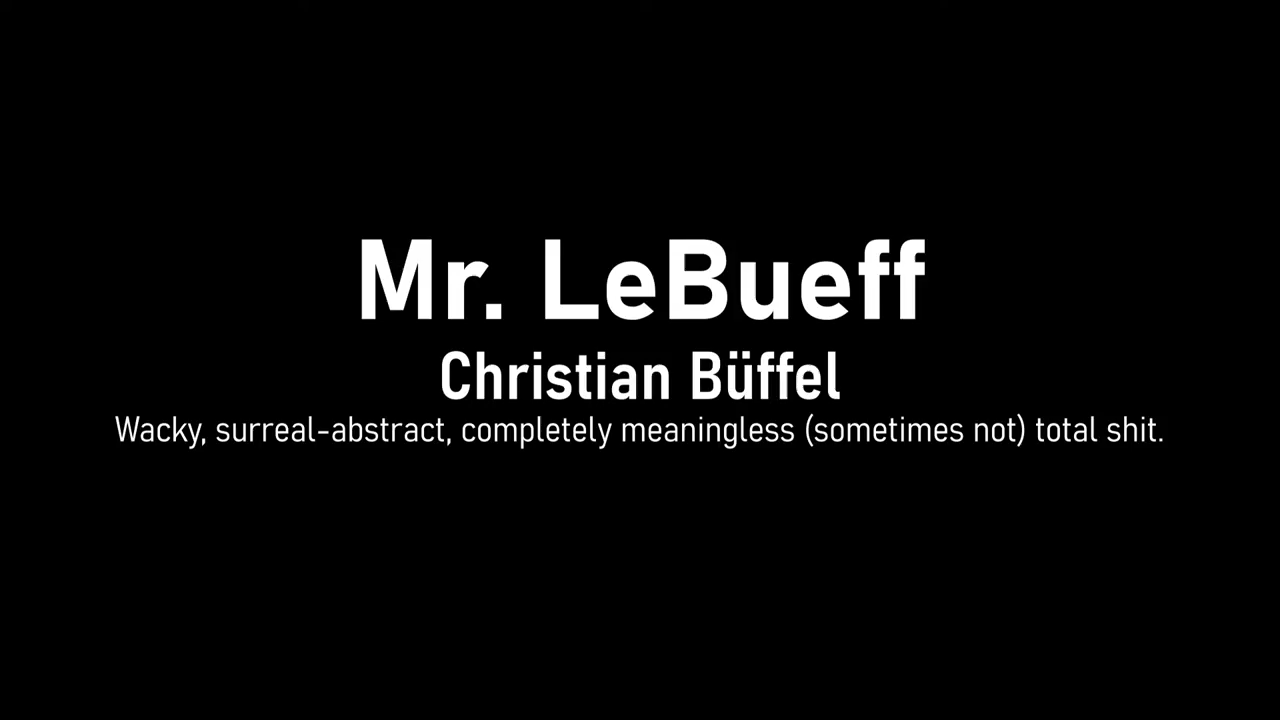 Mr. LeBueff
Christian Büffel
Wacky, surreal-abstract, completely meaningless (sometimes not) total shit.